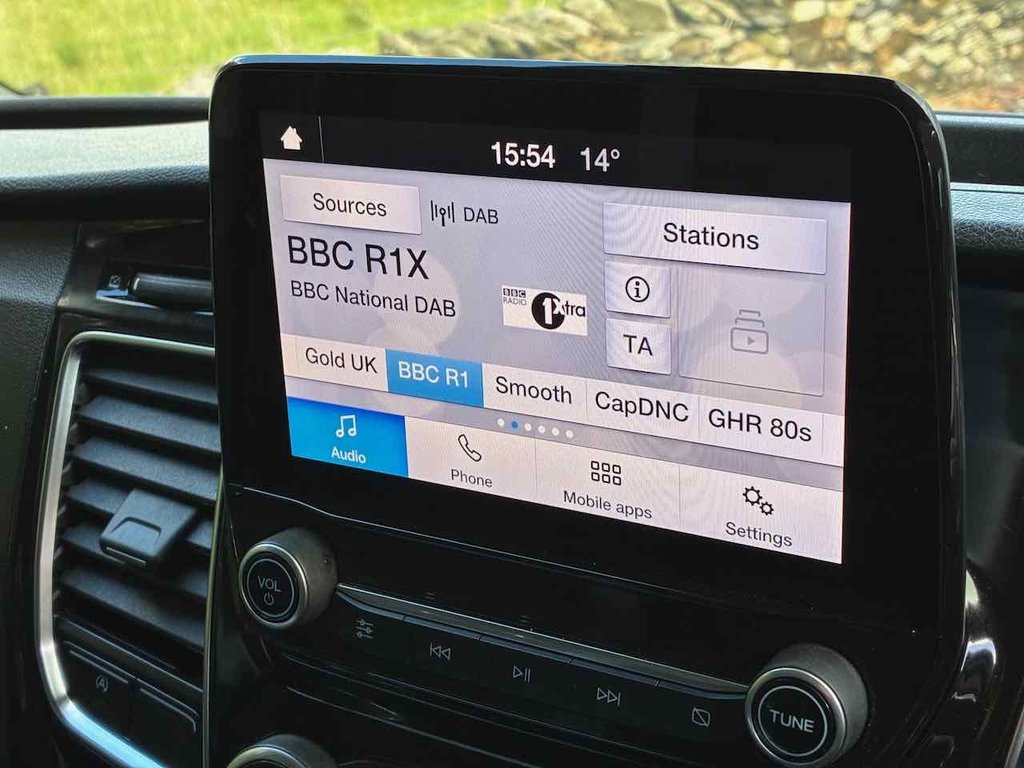 15:54 14°
Sources DAB
Stations
BBC R1X
BBC National DAB
BBC
RADIO
1Xtra
TA
Gold UK BBC R1 Smooth CapDNC GHR 80s
Audio Phone Mobile apps Settings
VOL
TUNE
(A)